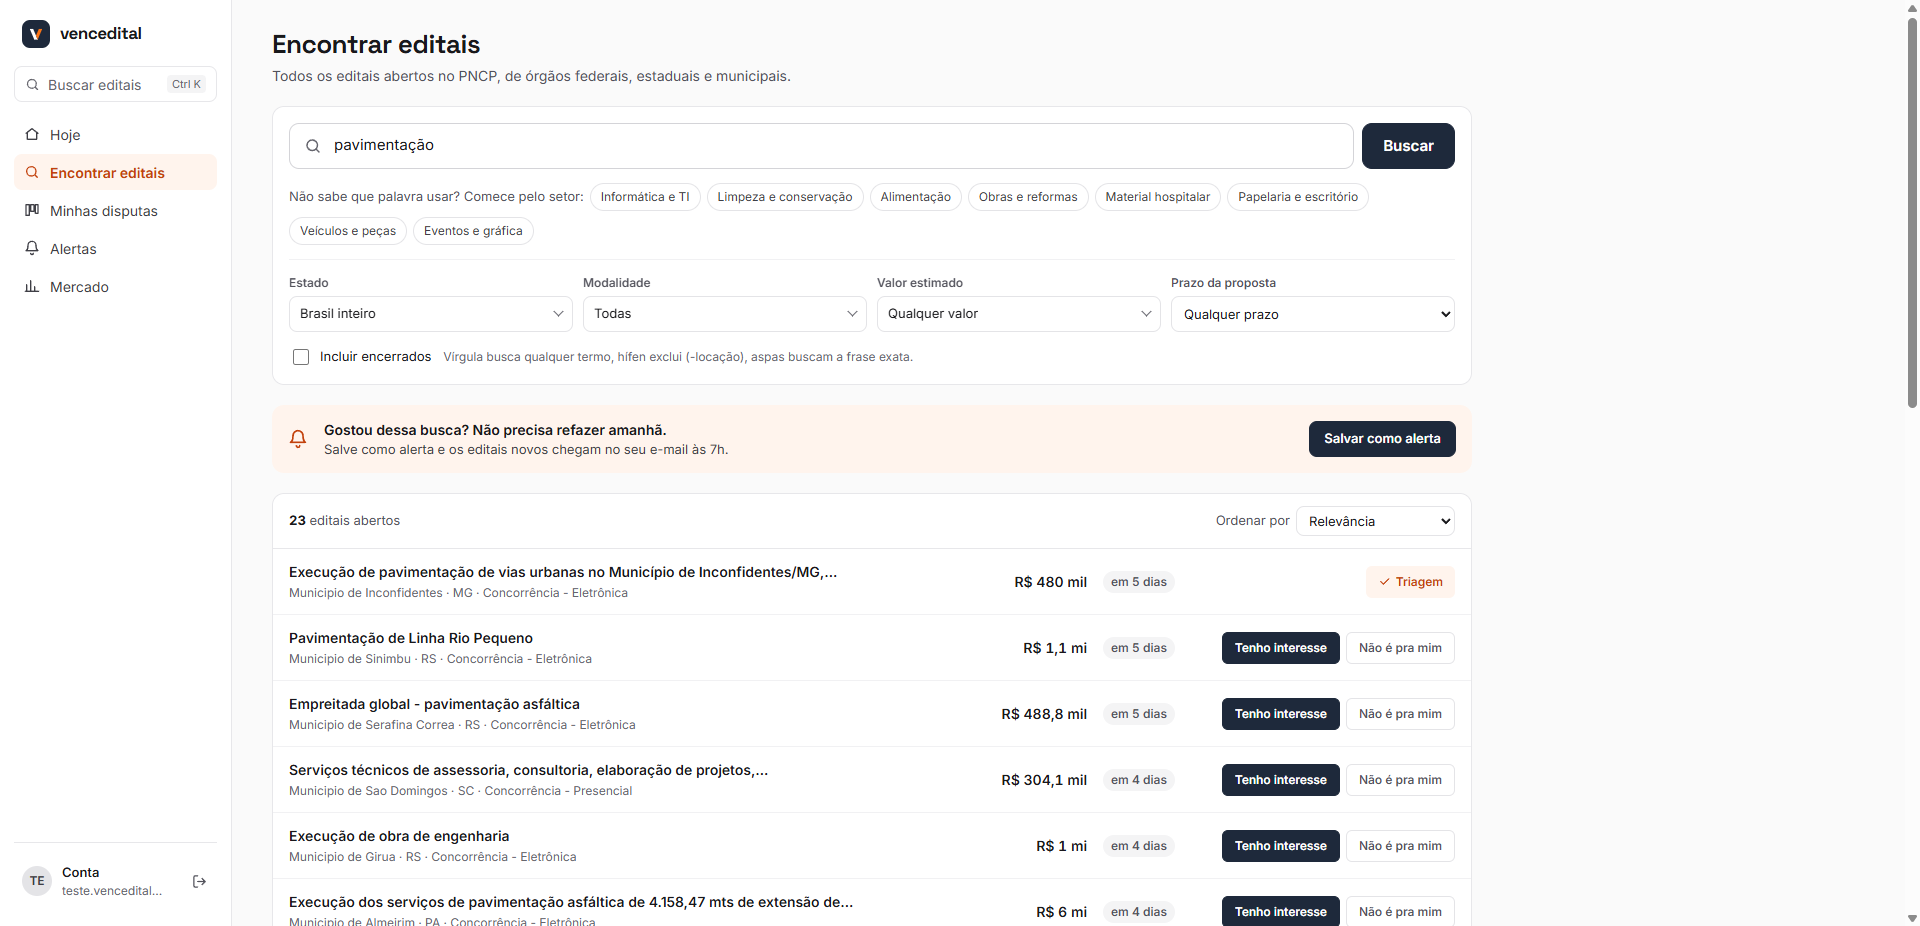 vencedital
Buscar editais Ctrl K
Hoje
Encontrar editais
Minhas disputas
Alertas
Mercado
TE
Conta
teste.vencedital...
Encontrar editais
Todos os editais abertos no PNCP, de órgãos federais, estaduais e municipais.
pavimentação
Buscar
Não sabe que palavra usar? Comece pelo setor: Informática e TI Limpeza e conservação Alimentação Obras e reformas Material hospitalar Papelaria e escritório
Veículos e peças Eventos e gráfica
Estado Modalidade Valor estimado Prazo da proposta
Brasil inteiro Todas Qualquer valor Qualquer prazo
Incluir encerrados Vírgula busca qualquer termo, hífen exclui (-locação), aspas buscam a frase exata.
Gostou dessa busca? Não precisa refazer amanhã.
Salve como alerta e os editais novos chegam no seu e-mail às 7h.
Salvar como alerta
23 editais abertos
Ordenar por Relevância
Execução de pavimentação de vias urbanas no Município de Inconfidentes/MG,...
Municipio de Inconfidentes · MG · Concorrência - Eletrônica
R$ 480 mil em 5 dias Triagem
Pavimentação de Linha Rio Pequeno
Municipio de Sinimbu · RS · Concorrência - Eletrônica
R$ 1,1 mi em 5 dias Tenho interesse Não é pra mim
Empreitada global - pavimentação asfáltica
Municipio de Serafina Correa · RS · Concorrência - Eletrônica
R$ 488,8 mil em 5 dias Tenho interesse Não é pra mim
Serviços técnicos de assessoria, consultoria, elaboração de projetos,...
Municipio de Sao Domingos · SC · Concorrência - Presencial
R$ 304,1 mil em 4 dias Tenho interesse Não é pra mim
Execução de obra de engenharia
Municipio de Girua · RS · Concorrência - Eletrônica
R$ 1 mi em 4 dias Tenho interesse Não é pra mim
Execução dos serviços de pavimentação asfáltica de 4.158,47 mts de extensão de...
Municipio de Almeirim · PA · Concorrência - Eletrônica
R$ 6 mi em 4 dias Tenho interesse Não é pra mim